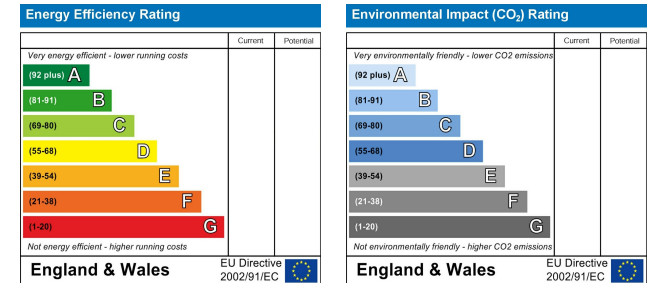 Energy Efficiency Rating
Current Potential
Very energy efficient - lower running costs
(92 plus) A
(81-91) B
(69-80) C
(55-68) D
(39-54) E
(21-38) F
(1-20) G
Not energy efficient - higher running costs
England & Wales
EU Directive
2002/91/EC
Environmental Impact (CO2) Rating
Current Potential
Very environmentally friendly - lower CO2 emissions
(92 plus) A
(81-91) B
(69-80) C
(55-68) D
(39-54) E
(21-38) F
(1-20) G
Not environmentally friendly - higher CO2 emissions
England & Wales
EU Directive
2002/91/EC